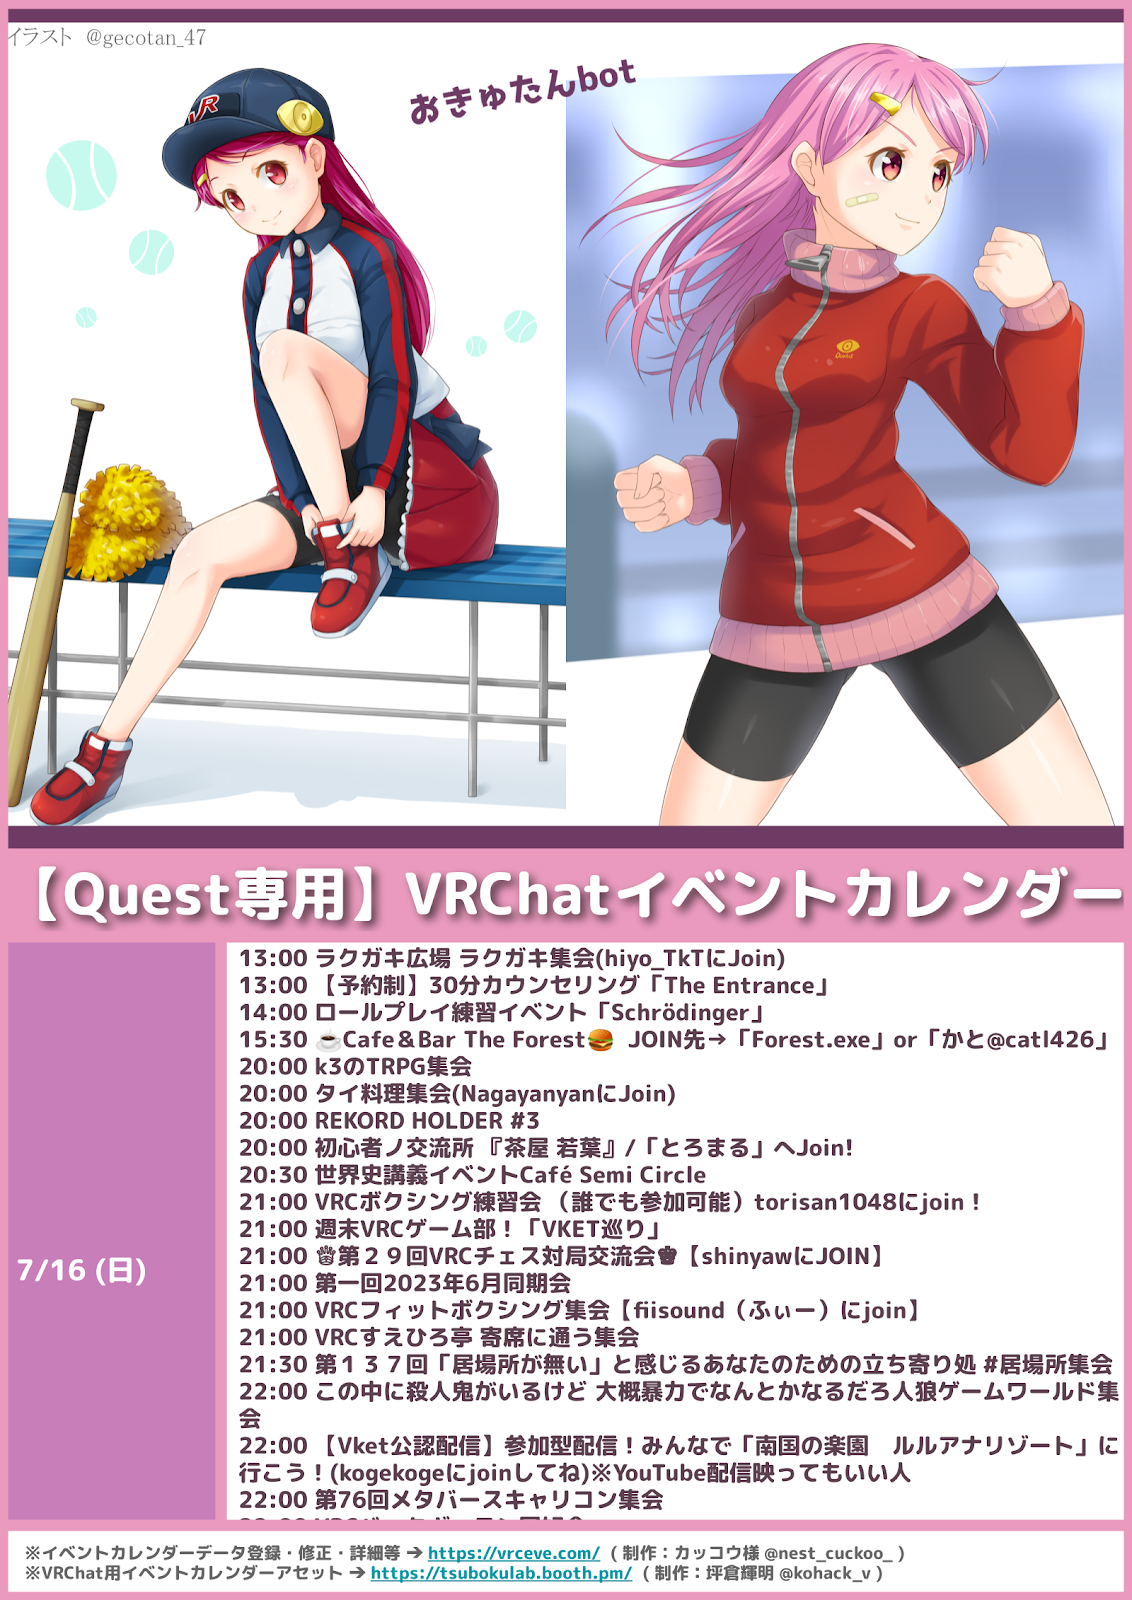 イラスト @gecotan_47
おきゅたんbot
VR
Quest
【Quest専用】VRChatイベントカレンダー
7/16 (日)
13:00 ラクガキ広場 ラクガキ集会(hiyo_TkTにJoin)
13:00 【予約制】30分カウンセリング「The Entrance」
14:00 ロールプレイ練習イベント「Schrödinger」
15:30 ☕Cafe＆Bar The Forest🍔 JOIN先→「Forest.exe」or「かと@catl426」
20:00 k3のTRPG集会
20:00 タイ料理集会(NagayanyanにJoin)
20:00 REKORD HOLDER #3
20:00 初心者ノ交流所 『茶屋 若葉』/「とろまる」へJoin!
20:30 世界史講義イベントCafé Semi Circle
21:00 VRCボクシング練習会 （誰でも参加可能）torisan1048にjoin！
21:00 週末VRCゲーム部！「VKET巡り」
21:00 ♕第２９回VRCチェス対局交流会♚【shinyawにJOIN】
21:00 第一回2023年6月同期会
21:00 VRCフィットボクシング集会【fiisound（ふぃー）にjoin】
21:00 VRCすえひろ亭 寄席に通う集会
21:30 第１３７回「居場所が無い」と感じるあなたのための立ち寄り処 #居場所集会
22:00 この中に殺人鬼がいるけど 大概暴力でなんとかなるだろ人狼ゲームワールド集
会
22:00 【Vket公認配信】参加型配信！みんなで「南国の楽園　ルルアナリゾート」に
行こう！(kogekogeにjoinしてね)※YouTube配信映ってもいい人
22:00 第76回メタバースキャリコン集会
※イベントカレンダーデータ登録・修正・詳細等 ➔ https://vrceve.com/ ( 制作：カッコウ様 @nest_cuckoo_ )
※VRChat用イベントカレンダーアセット ➔ https://tsubokulab.booth.pm/ ( 制作：坪倉輝明 @kohack_v )